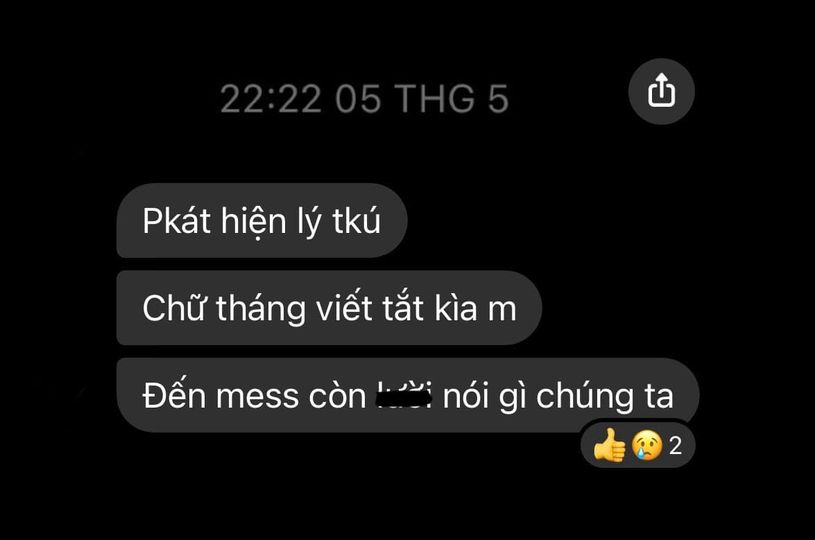 22:22 05 THG 5
Pkát hiện lý tkú
Chữ tháng viết tắt kìa m
Đến mess còn nói gì chúng ta
2